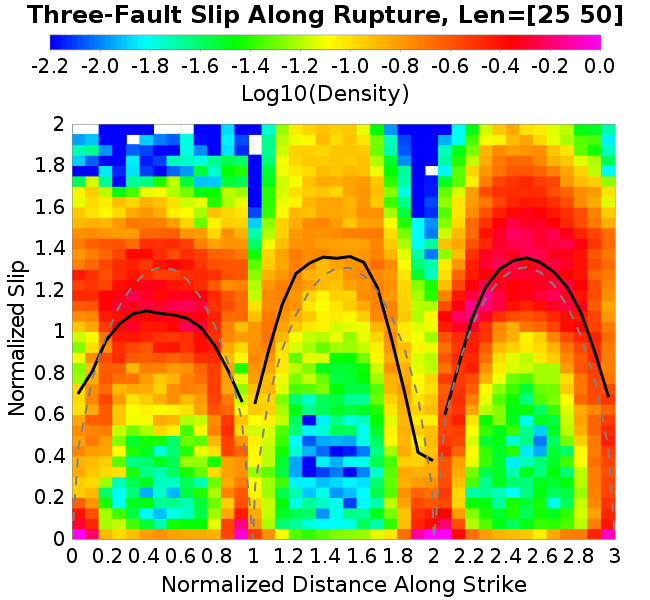 Three-Fault Slip Along Rupture, Len=[25 50]
-2.2 -2.0 -1.8 -1.6 -1.4 -1.2 -1.0 -0.8 -0.6 -0.4 -0.2 0.0
Log10(Density)
2
1.8
1.6
1.4
1.2
1
0.8
0.6
0.4
0.2
0
Normalized Slip
0 0.2 0.4 0.6 0.8 1 1.2 1.4 1.6 1.8 2 2.2 2.4 2.6 2.8 3
Normalized Distance Along Strike